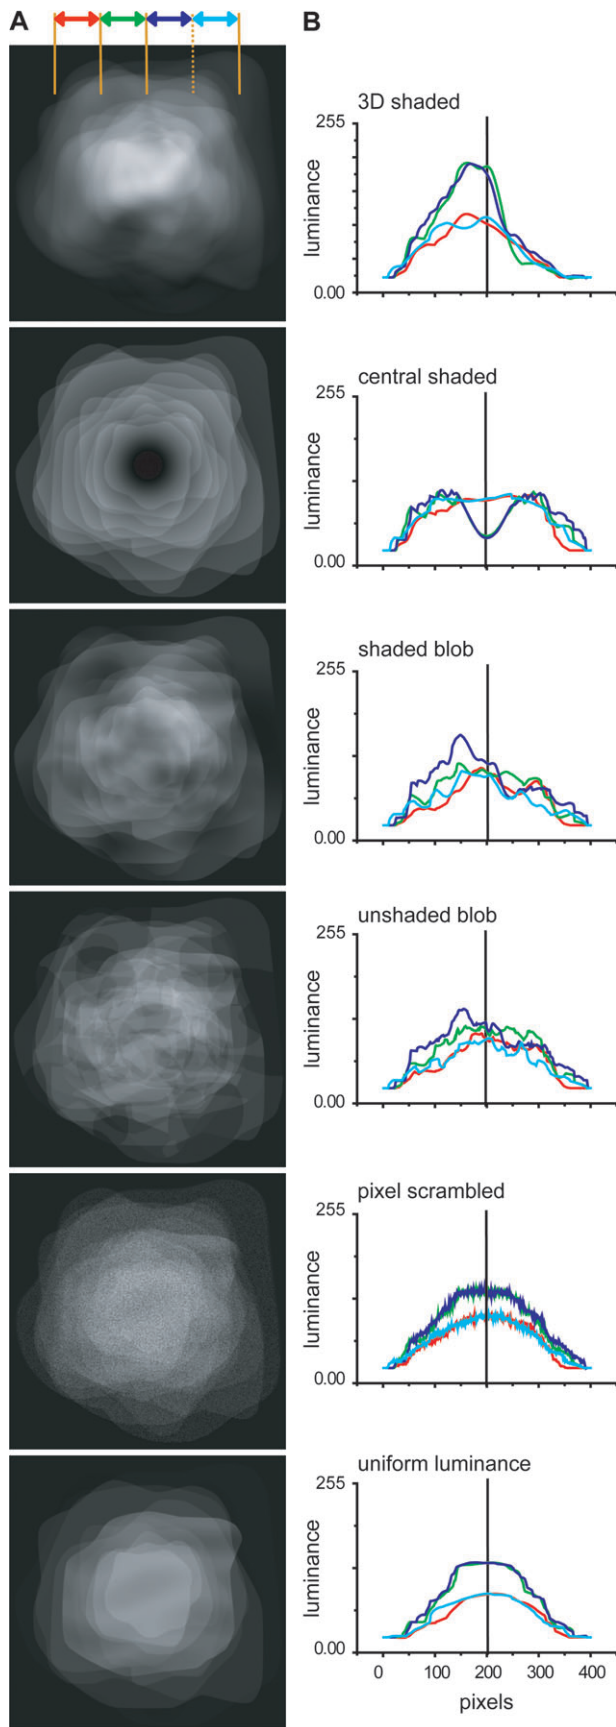 A
B
3D shaded
255
luminance
0.00
central shaded
255
luminance
0.00
shaded blob
255
luminance
0.00
unshaded blob
255
luminance
0.00
pixel scrambled
255
luminance
0.00
uniform luminance
255
luminance
0.00
0 100 200 300 400
pixels